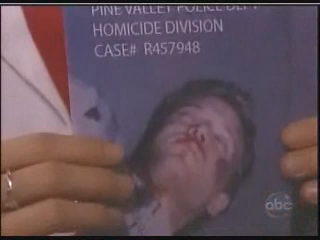 PINE VALLEY POLICE DEPT
HOMICIDE DIVISION
CASE# R457948
abc